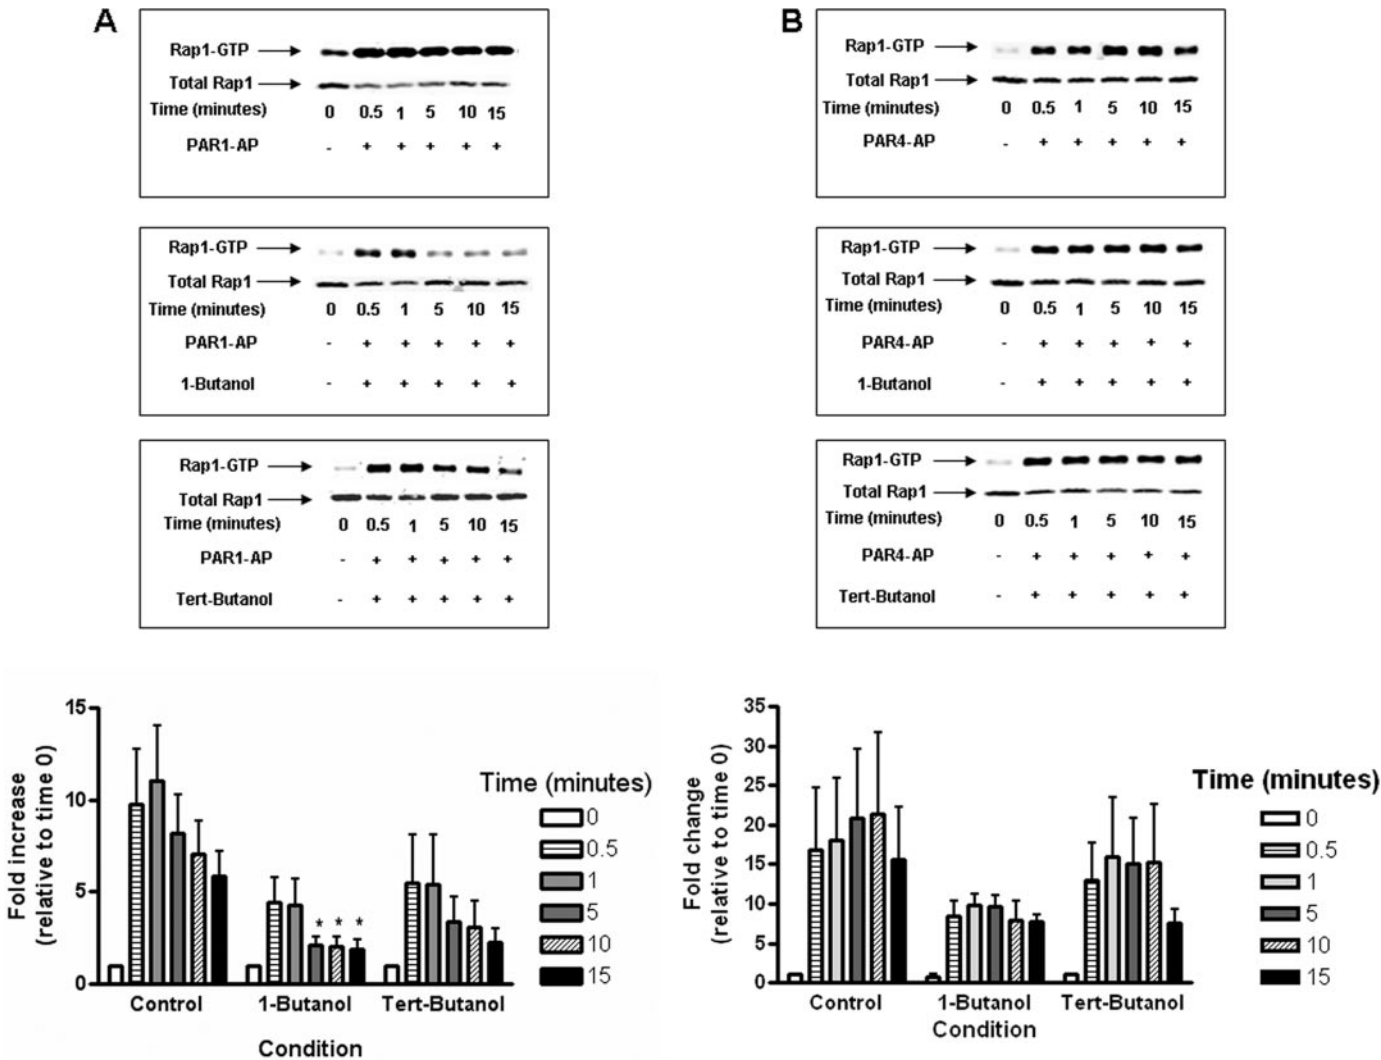 A
Rap1-GTP
Total Rap1
Time (minutes) 0 0.5 1 5 10 15
PAR1-AP - + + + + +
Rap1-GTP
Total Rap1
Time (minutes) 0 0.5 1 5 10 15
PAR1-AP - + + + + +
1-Butanol - + + + + +
Rap1-GTP
Total Rap1
Time (minutes) 0 0.5 1 5 10 15
PAR1-AP - + + + + +
Tert-Butanol - + + + + +
15
10
5
0
Fold increase
(relative to time 0)
* * *
Control 1-Butanol Tert-Butanol
Condition
Time (minutes)
0
0.5
1
5
10
15
B
Rap1-GTP
Total Rap1
Time (minutes) 0 0.5 1 5 10 15
PAR4-AP - + + + + +
Rap1-GTP
Total Rap1
Time (minutes) 0 0.5 1 5 10 15
PAR4-AP - + + + + +
1-Butanol - + + + + +
Rap1-GTP
Total Rap1
Time (minutes) 0 0.5 1 5 10 15
PAR4-AP - + + + + +
Tert-Butanol - + + + + +
35
30
25
20
15
10
5
0
Fold change
(relative to time 0)
Control 1-Butanol Tert-Butanol
Condition
Time (minutes)
0
0.5
1
5
10
15